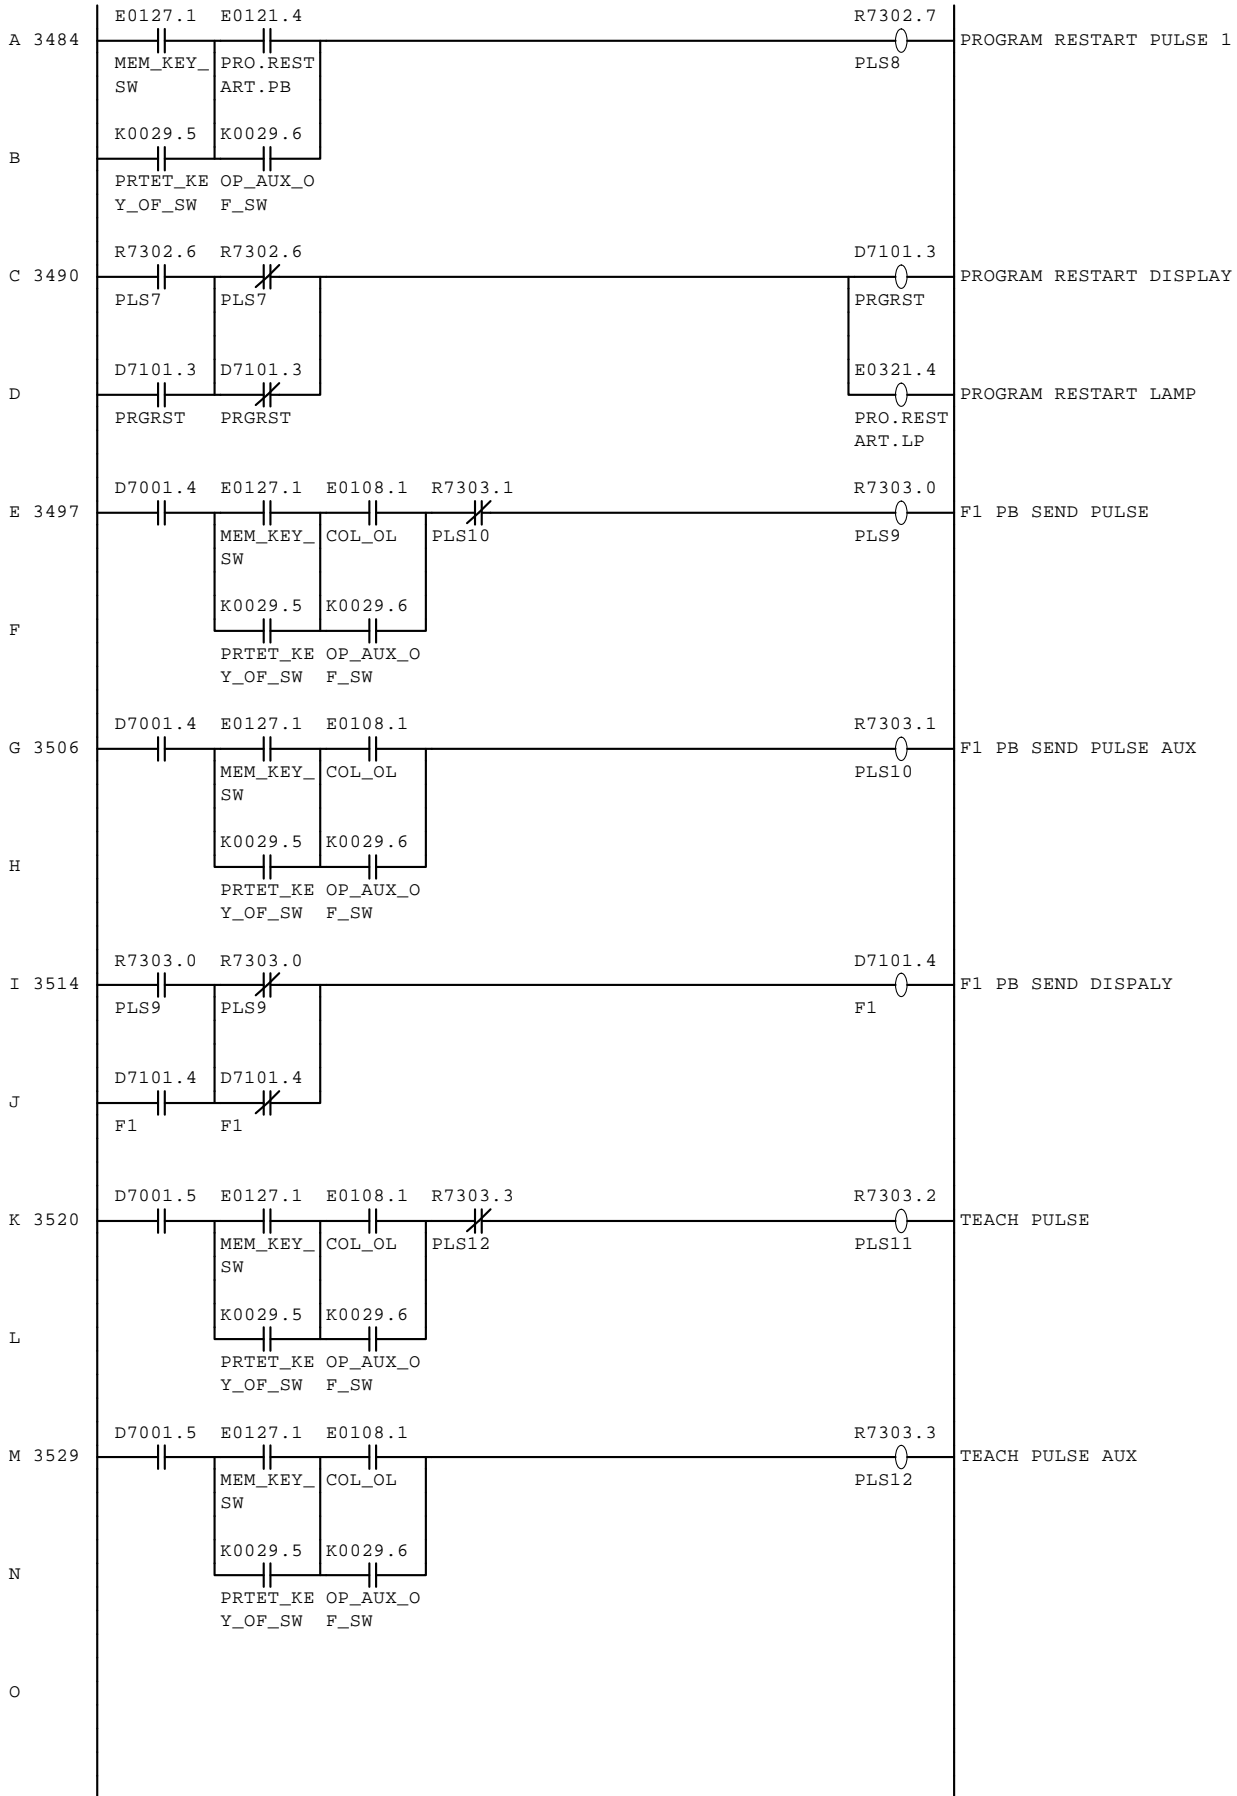 E0127.1 E0121.4 R7302.7
A 3484 PROGRAM RESTART PULSE 1
MEM_KEY_ PRO.REST PLS8
SW ART.PB
K0029.5 K0029.6
B
PRTET_KE OP_AUX_O
Y_OF_SW F_SW
R7302.6 R7302.6 D7101.3
C 3490 PROGRAM RESTART DISPLAY
PLS7 PLS7 PRGRST
D7101.3 D7101.3 E0321.4
D PROGRAM RESTART LAMP
PRGRST PRGRST PRO.REST
ART.LP
D7001.4 E0127.1 E0108.1 R7303.1 R7303.0
E 3497 F1 PB SEND PULSE
MEM_KEY_ COL_OL PLS10 PLS9
SW
K0029.5 K0029.6
F
PRTET_KE OP_AUX_O
Y_OF_SW F_SW
D7001.4 E0127.1 E0108.1 R7303.1
G 3506 F1 PB SEND PULSE AUX
MEM_KEY_ COL_OL PLS10
SW
K0029.5 K0029.6
H
PRTET_KE OP_AUX_O
Y_OF_SW F_SW
R7303.0 R7303.0 D7101.4
I 3514 F1 PB SEND DISPALY
PLS9 PLS9 F1
D7101.4 D7101.4
J
F1 F1
D7001.5 E0127.1 E0108.1 R7303.3 R7303.2
K 3520 TEACH PULSE
MEM_KEY_ COL_OL PLS12 PLS11
SW
K0029.5 K0029.6
L
PRTET_KE OP_AUX_O
Y_OF_SW F_SW
D7001.5 E0127.1 E0108.1 R7303.3
M 3529 TEACH PULSE AUX
MEM_KEY_ COL_OL PLS12
SW
K0029.5 K0029.6
N
PRTET_KE OP_AUX_O
Y_OF_SW F_SW
O